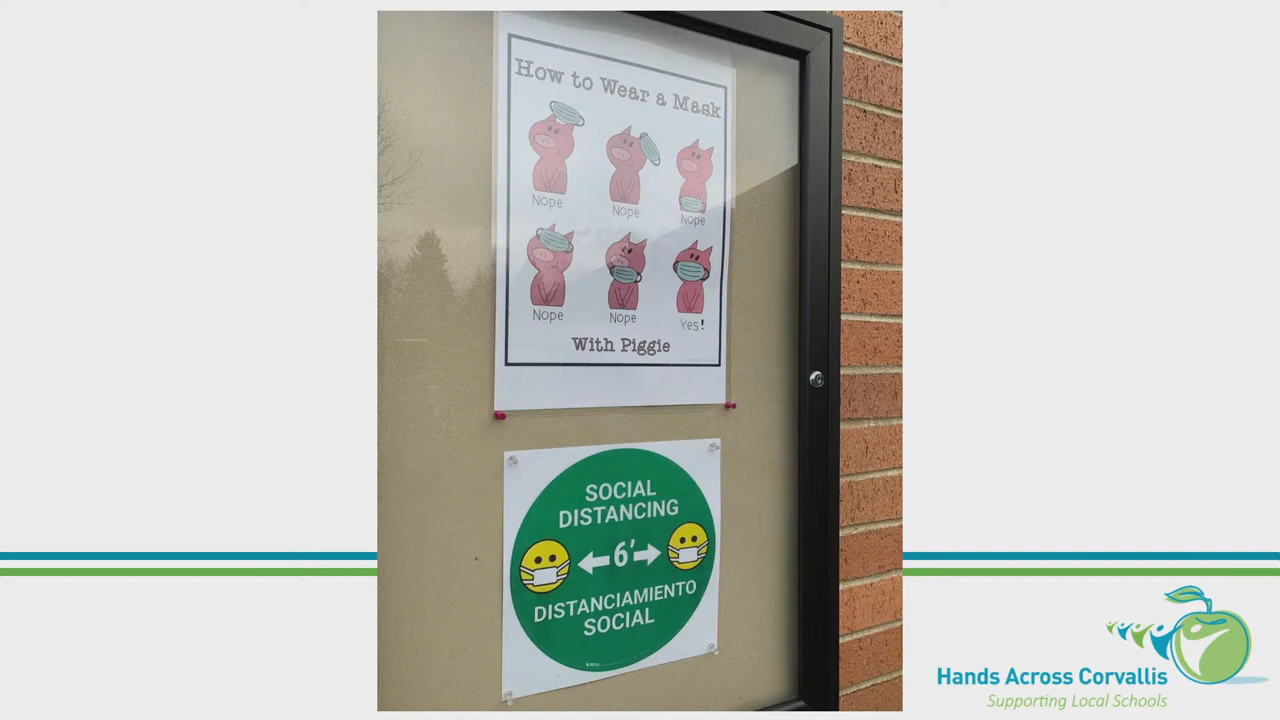 How to Wear a Mask
Nope
Nope
Nope
Nope
Nope
Yes!
With Piggie
SOCIAL
DISTANCING
6'
DISTANCIAMIENTO
SOCIAL
Hands Across Corvallis
Supporting Local Schools